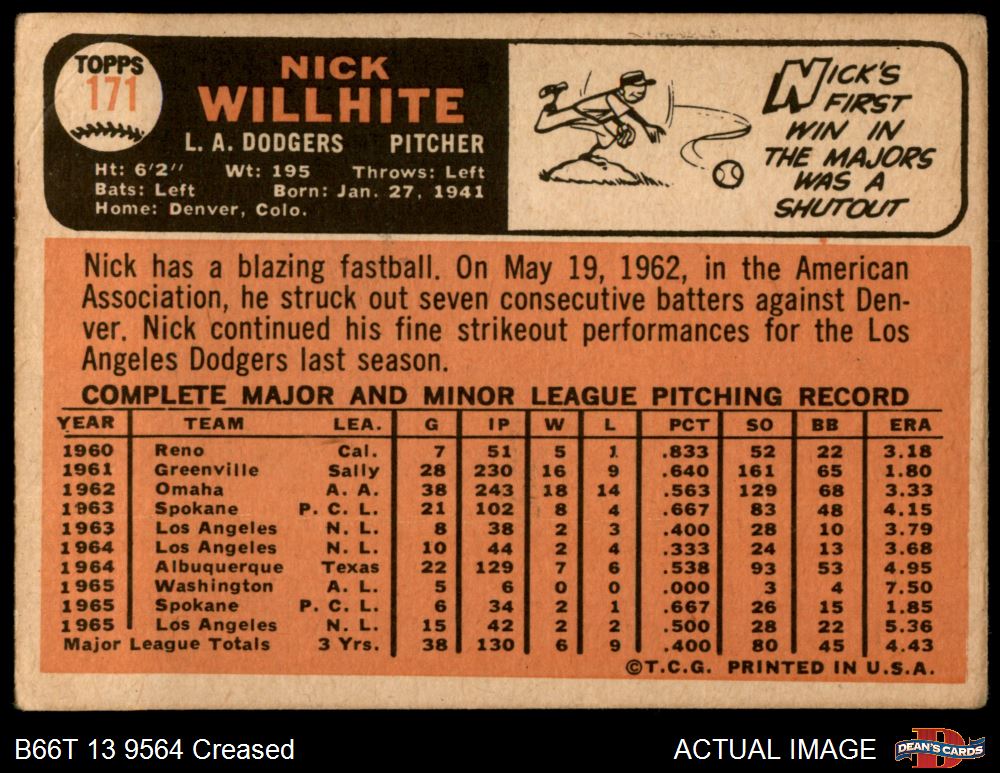 TOPPS
171
NICK
WILLHITE
L. A. DODGERS PITCHER
Ht: 6'2" Wt: 195 Throws: Left
Bats: Left Born: Jan. 27, 1941
Home: Denver, Colo.
NICK'S
FIRST
WIN IN
THE MAJORS
WAS A
SHUTOUT
Nick has a blazing fastball. On May 19, 1962, in the American
Association, he struck out seven consecutive batters against Den-
ver. Nick continued his fine strikeout performances for the Los
Angeles Dodgers last season.
COMPLETE MAJOR AND MINOR LEAGUE PITCHING RECORD
YEAR TEAM LEA. G IP W L PCT SO BB ERA
1960 Reno Cal. 7 51 5 1 .833 52 22 3.18
1961 Greenville Sally 28 230 16 9 .640 161 65 1.80
1962 Omaha A. A. 38 243 18 14 .563 129 68 3.33
1963 Spokane P. C. L. 21 102 8 4 .667 83 48 4.15
1963 Los Angeles N. L. 8 38 2 3 .400 28 10 3.79
1964 Los Angeles N. L. 10 44 2 4 .333 24 13 3.68
1964 Albuquerque Texas 22 129 7 6 .538 93 53 4.95
1965 Washington A. L. 5 6 0 0 .000 3 4 7.50
1965 Spokane P. C. L. 6 34 2 1 .667 26 15 1.85
1965 Los Angeles N. L. 15 42 2 2 .500 28 22 5.36
Major League Totals 3 Yrs. 38 130 6 9 .400 80 45 4.43
©T.C.G. PRINTED IN U.S.A.
B66T 13 9564 Creased
ACTUAL IMAGE
DEAN'S CARDS